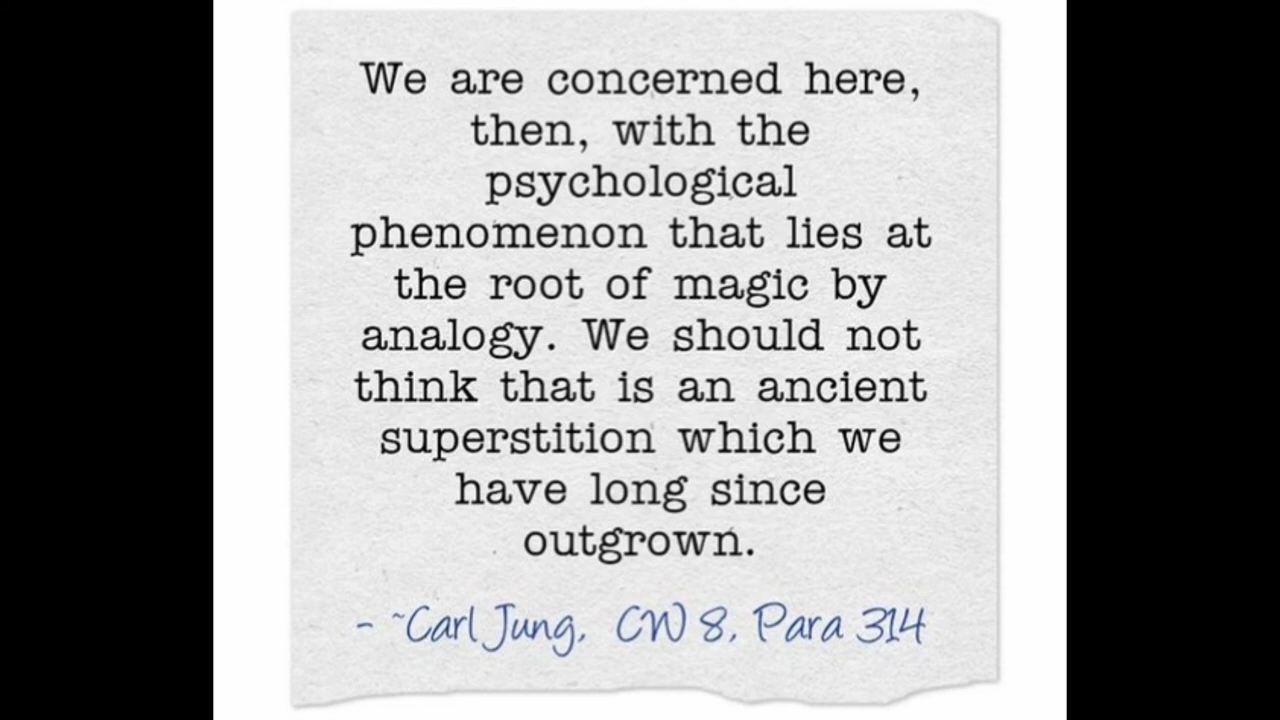 We are concerned here,
then, with the
psychological
phenomenon that lies at
the root of magic by
analogy. We should not
think that is an ancient
superstition which we
have long since
outgrown.
- ~Carl Jung, CW 8, Para 314